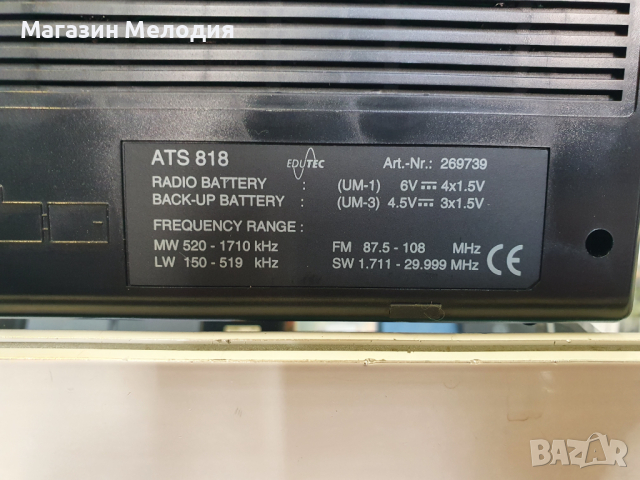 Магазин Мелодия
ATS 818 EDUTEC Art.-Nr.: 269739
RADIO BATTERY : (UM-1) 6V 4x1.5V
BACK-UP BATTERY : (UM-3) 4.5V 3x1.5V
FREQUENCY RANGE :
MW 520 - 1710 kHz FM 87.5 - 108 MHz
LW 150 - 519 kHz SW 1.711 - 29.999 MHz CE
BAZAR